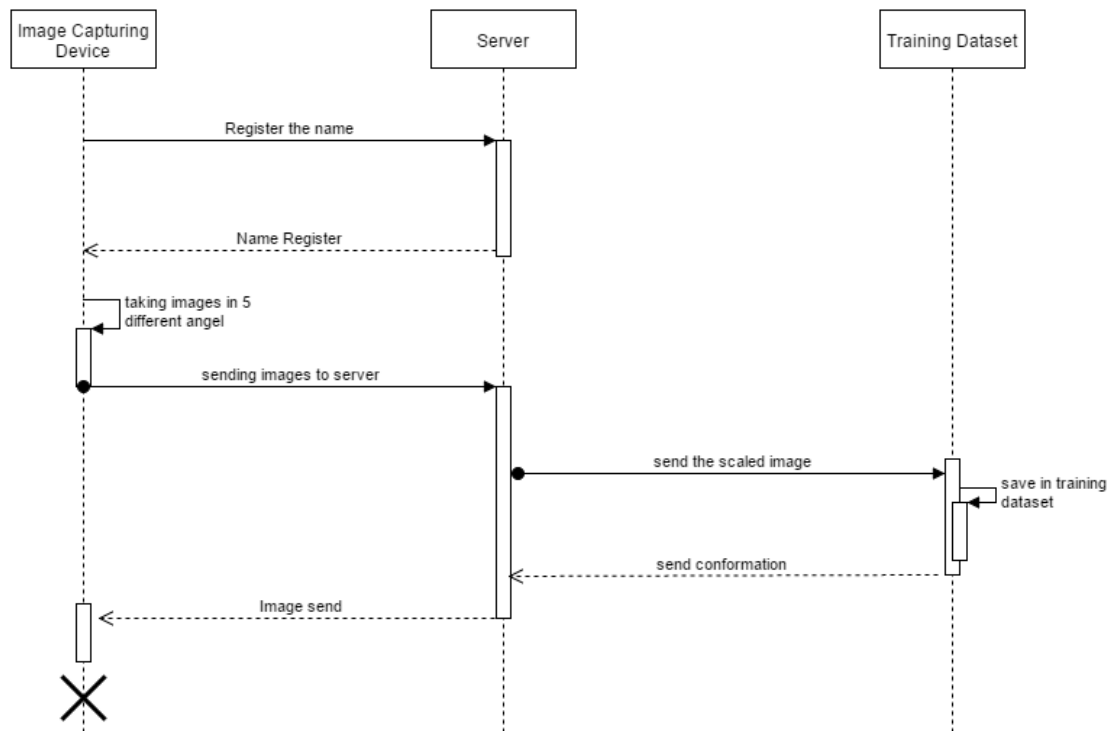 Image Capturing
Device
Server
Training Dataset
Register the name
Name Register
taking images in 5
different angel
sending images to server
send the scaled image
save in training
dataset
send conformation
Image send